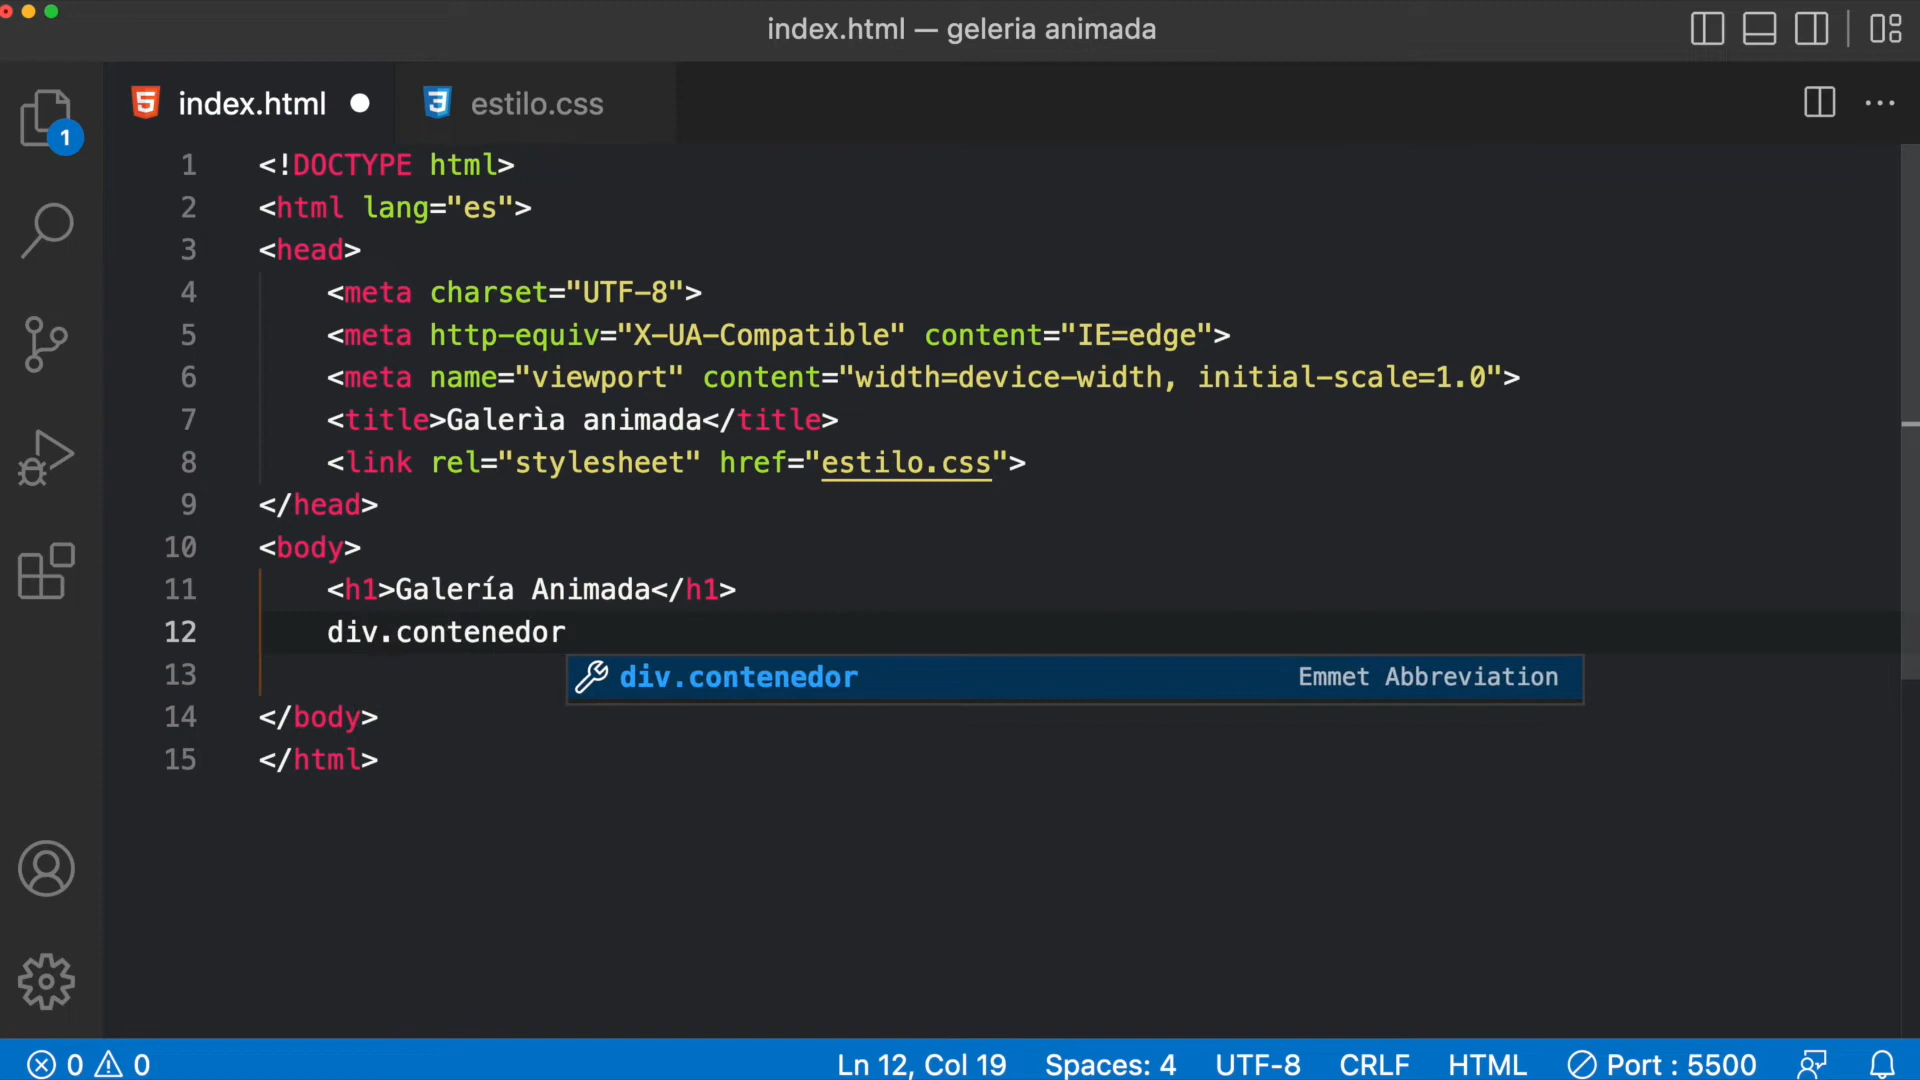 index.html — geleria animada
index.html estilo.css
1
1 <!DOCTYPE html>
2 <html lang="es">
3 <head>
4 <meta charset="UTF-8">
5 <meta http-equiv="X-UA-Compatible" content="IE=edge">
6 <meta name="viewport" content="width=device-width, initial-scale=1.0">
7 <title>Galerìa animada</title>
8 <link rel="stylesheet" href="estilo.css">
9 </head>
10 <body>
11 <h1>Galería Animada</h1>
12 div.contenedor
13 div.contenedor Emmet Abbreviation
14 </body>
15 </html>
0 0 Ln 12, Col 19 Spaces: 4 UTF-8 CRLF HTML Port : 5500